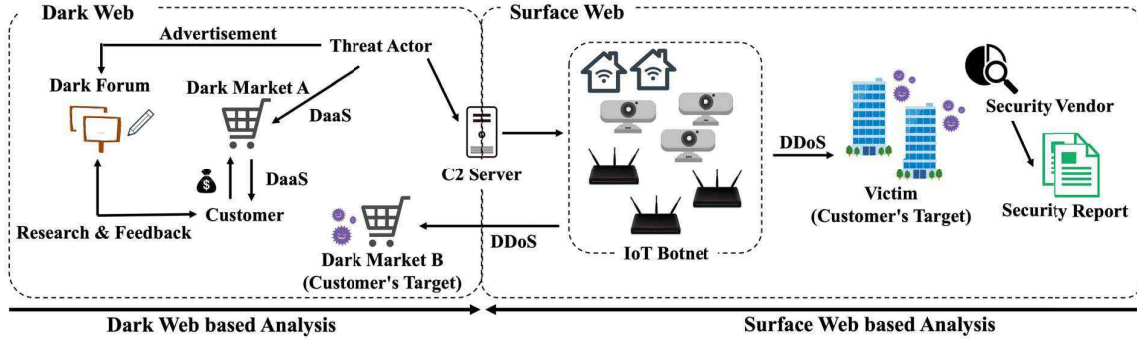 Dark Web
Surface Web
Advertisement
Threat Actor
Dark Forum
Dark Market A
DaaS
$
DaaS
Customer
Research & Feedback
C2 Server
DDoS
Dark Market B
(Customer's Target)
IoT Botnet
DDoS
Victim
(Customer's Target)
Security Vendor
Security Report
Dark Web based Analysis
Surface Web based Analysis